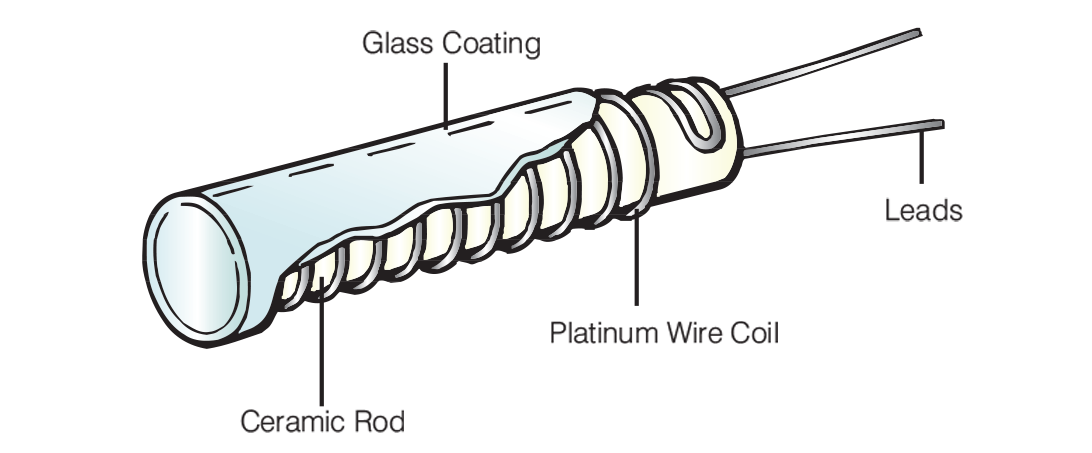 Glass Coating
Leads
Platinum Wire Coil
Ceramic Rod